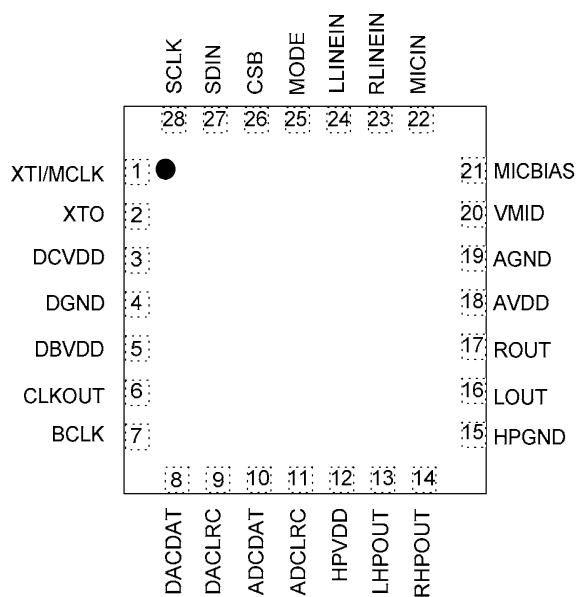 SCLK SDIN CSB MODE LLINEIN RLINEIN MICIN
28 27 26 25 24 23 22
XTI/MCLK 1 21 MICBIAS
XTO 2 20 VMID
DCVDD 3 19 AGND
DGND 4 18 AVDD
DBVDD 5 17 ROUT
CLKOUT 6 16 LOUT
BCLK 7 15 HPGND
8 9 10 11 12 13 14
DACDAT DACLRC ADCDAT ADCLRC HPVDD LHPOUT RHPOUT